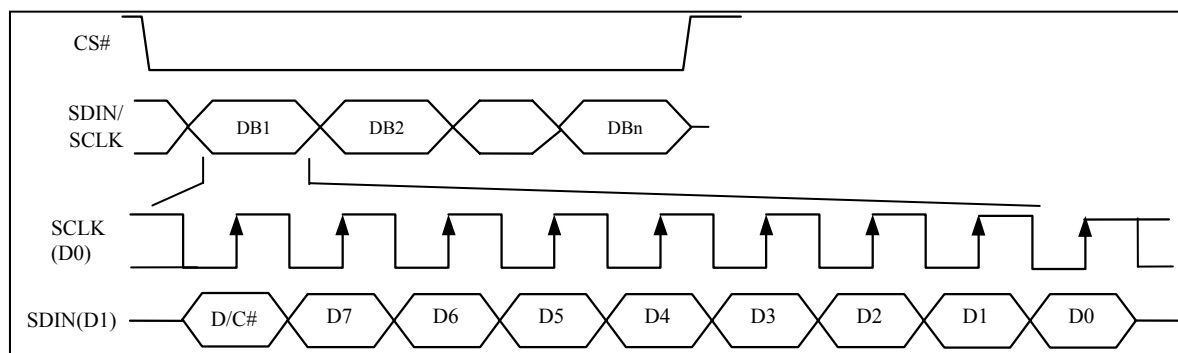 CS#
SDIN/
SCLK
DB1 DB2 DBn
SCLK
(D0)
SDIN(D1) D/C# D7 D6 D5 D4 D3 D2 D1 D0